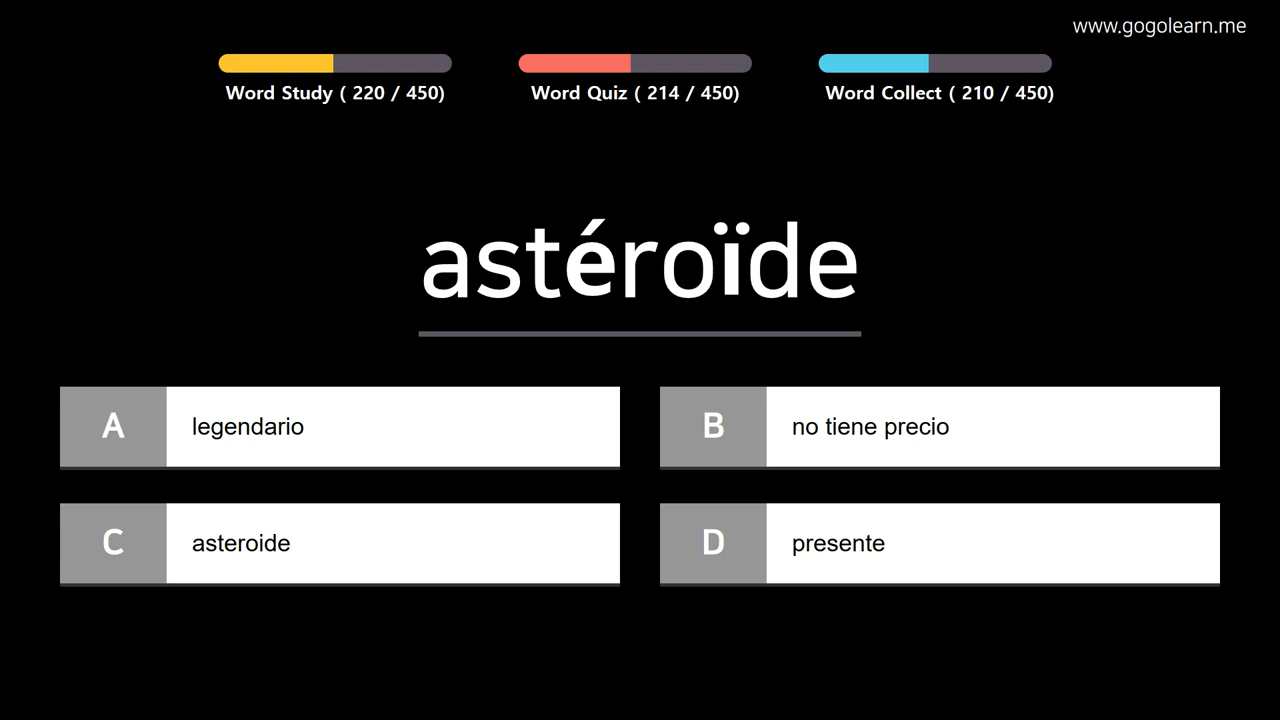 www.gogolearn.me
Word Study ( 220 / 450)
Word Quiz ( 214 / 450)
Word Collect ( 210 / 450)
astéroïde
A legendario
B no tiene precio
C asteroide
D presente